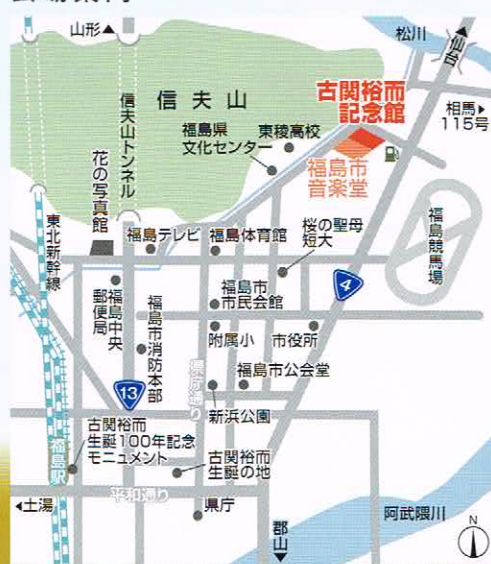 山形▲
松川
▲仙台
信夫山
古関裕而
記念館
相馬▶
115号
信夫山トンネル
福島県
文化センター
東稜高校
福島市
音楽堂
花の写真館
東北新幹線
福島テレビ
福島体育館
桜の聖母
短大
福島競馬場
4
福島中央
郵便局
福島市消防本部
福島市
市民会館
附属小
市役所
13
県庁通り
福島市公会堂
新浜公園
福島駅
古関裕而
生誕100年記念
モニュメント
古関裕而
生誕の地
平和通り
◀土湯
県庁
阿武隈川
郡山▼
N